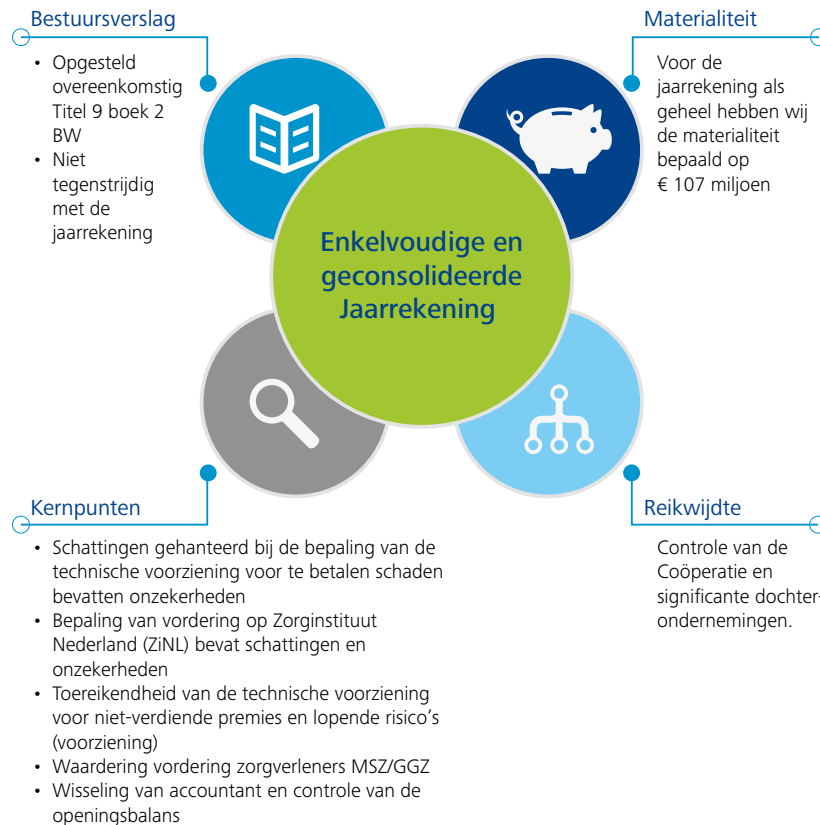 Bestuursverslag
• Opgesteld
overeenkomstig
Titel 9 boek 2
BW
• Niet
tegenstrijdig
met de
jaarrekening
Materialiteit
Voor de
jaarrekening als
geheel hebben wij
de materialiteit
bepaald op
€ 107 miljoen
Enkelvoudige en
geconsolideerde
Jaarrekening
Kernpunten
• Schattingen gehanteerd bij de bepaling van de
technische voorziening voor te betalen schaden
bevatten onzekerheden
• Bepaling van vordering op Zorginstituut
Nederland (ZiNL) bevat schattingen en
onzekerheden
• Toereikendheid van de technische voorziening
voor niet-verdiende premies en lopende risico’s
(voorziening)
• Waardering vordering zorgverleners MSZ/GGZ
• Wisseling van accountant en controle van de
openingsbalans
Reikwijdte
Controle van de
Coöperatie en
significante dochter-
ondernemingen.